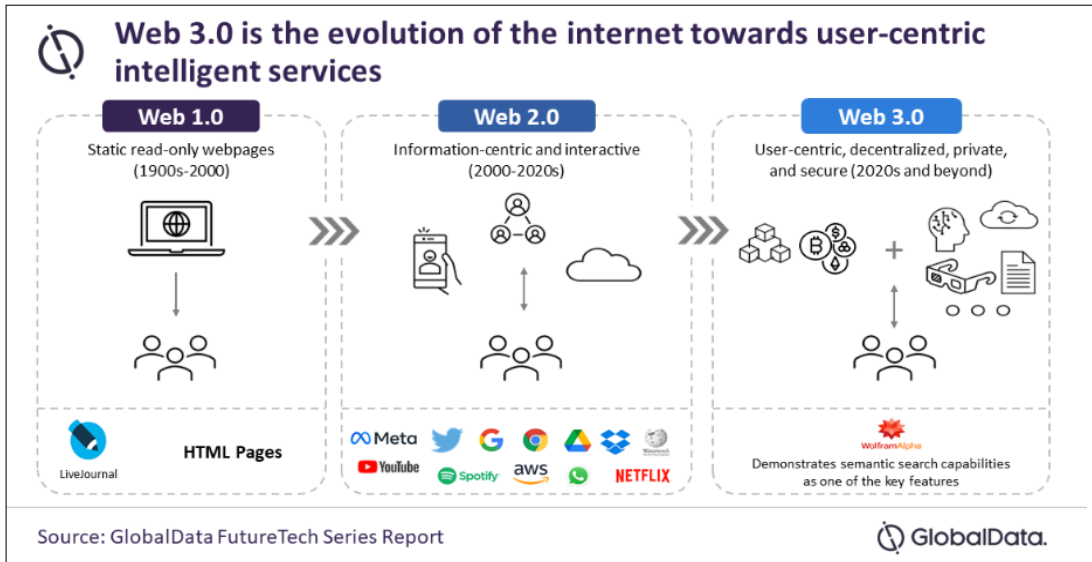 Web 3.0 is the evolution of the internet towards user-centric
intelligent services
Web 1.0
Static read-only webpages
(1900s-2000)
LiveJournal
HTML Pages
Web 2.0
Information-centric and interactive
(2000-2020s)
Meta
YouTube
Spotify
aws
NETFLIX
Web 3.0
User-centric, decentralized, private,
and secure (2020s and beyond)
WolframAlpha
Demonstrates semantic search capabilities
as one of the key features
Source: GlobalData FutureTech Series Report
GlobalData.